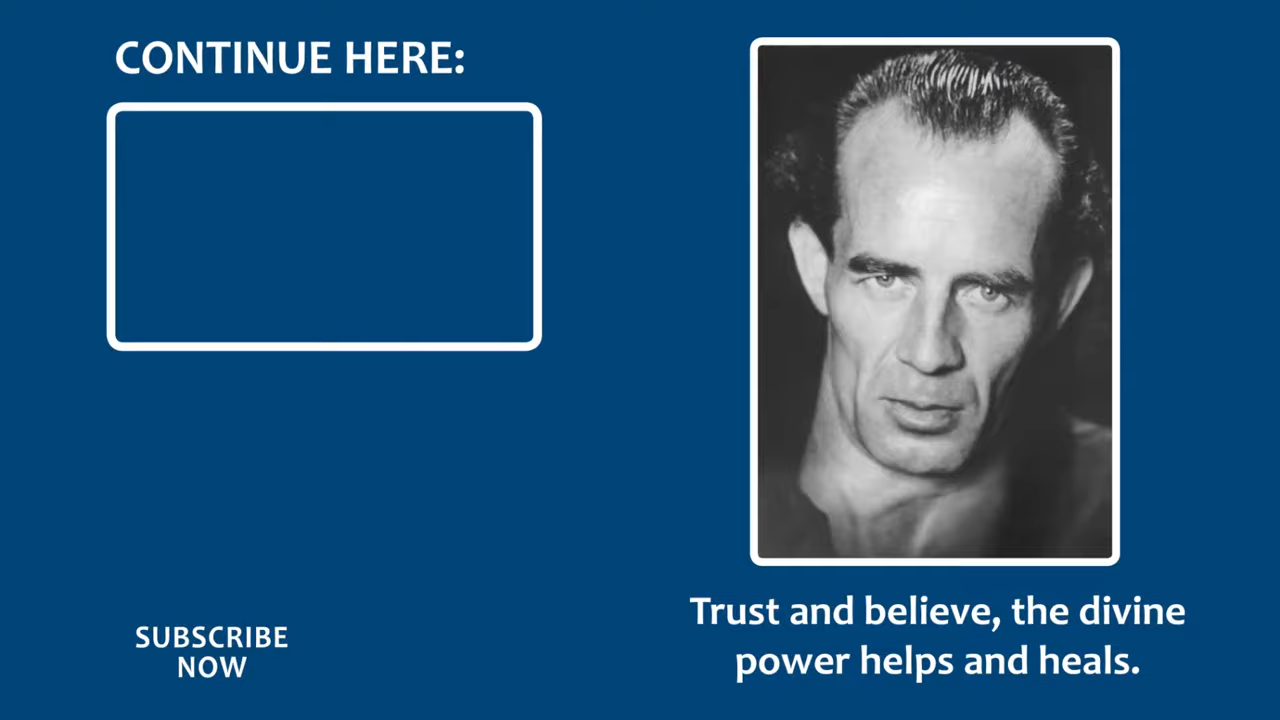 CONTINUE HERE:
SUBSCRIBE
NOW
Trust and believe, the divine
power helps and heals.